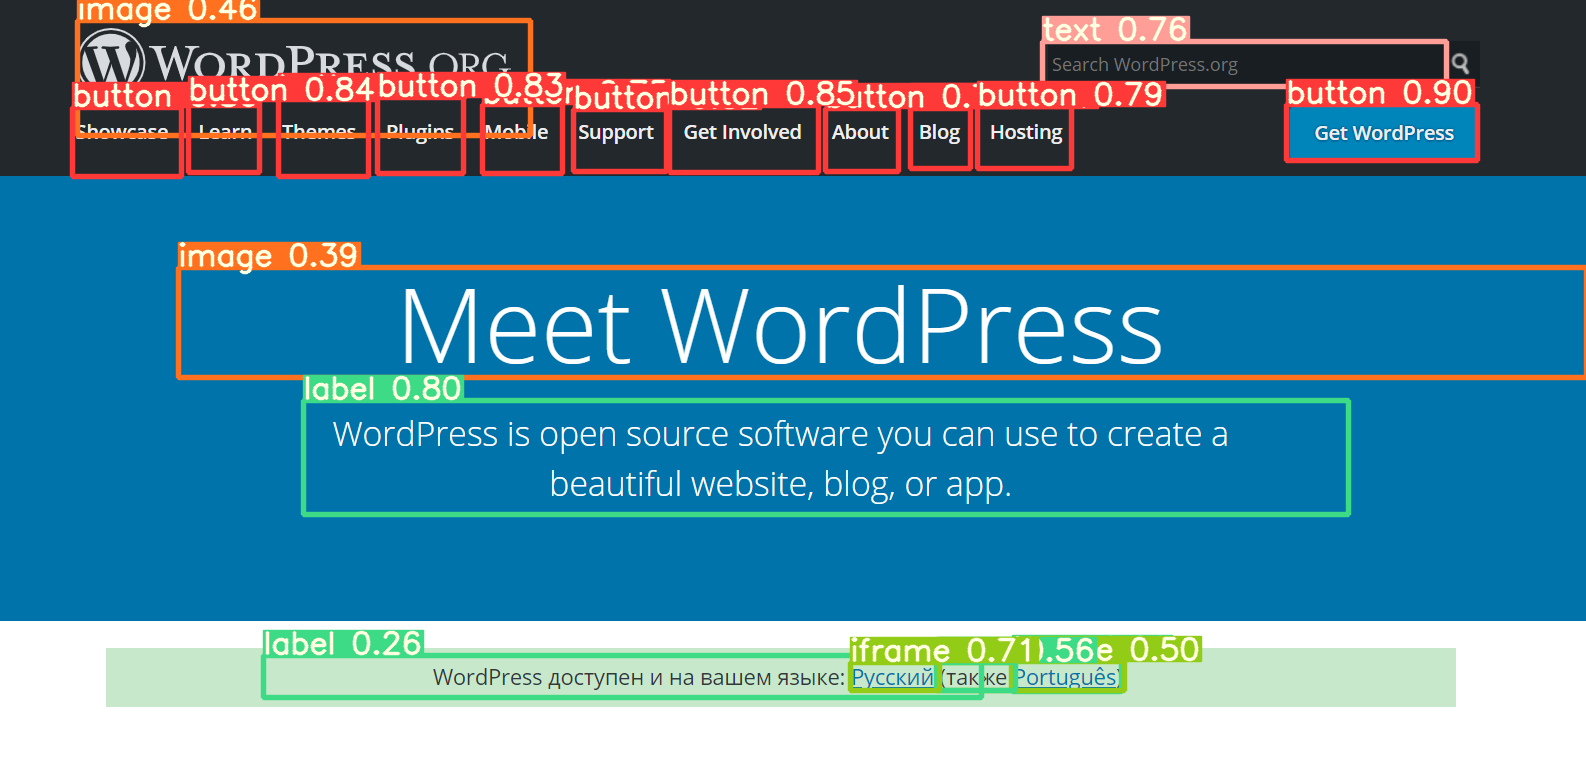 image 0.46
WORDPRESS.ORG
text 0.76
Search WordPress.org
button
button 0.84
button 0.83
button
button 0.85
button 0.79
button 0.90
Showcase Learn Themes Plugins Mobile Support Get Involved About Blog Hosting Get WordPress
image 0.39
Meet WordPress
label 0.80
WordPress is open source software you can use to create a
beautiful website, blog, or app.
label 0.26 iframe 0.71 0.50
WordPress доступен и на вашем языке: Русский (также Português)